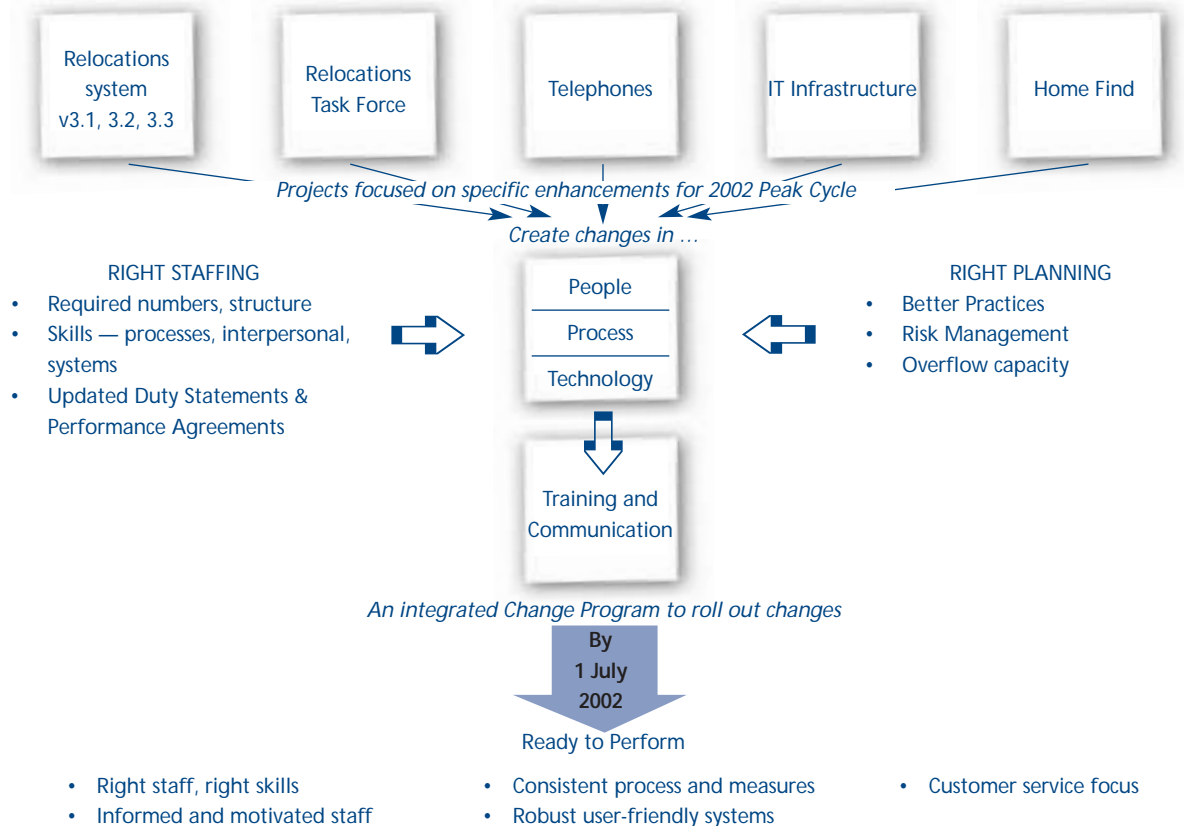 Relocations
system
v3.1, 3.2, 3.3
Relocations
Task Force
Telephones
IT Infrastructure
Home Find
Projects focused on specific enhancements for 2002 Peak Cycle
Create changes in …
RIGHT STAFFING
• Required numbers, structure
• Skills — processes, interpersonal,
systems
• Updated Duty Statements &
Performance Agreements
People
Process
Technology
RIGHT PLANNING
• Better Practices
• Risk Management
• Overflow capacity
Training and
Communication
An integrated Change Program to roll out changes
By
1 July
2002
Ready to Perform
• Right staff, right skills
• Informed and motivated staff
• Consistent process and measures
• Robust user-friendly systems
• Customer service focus